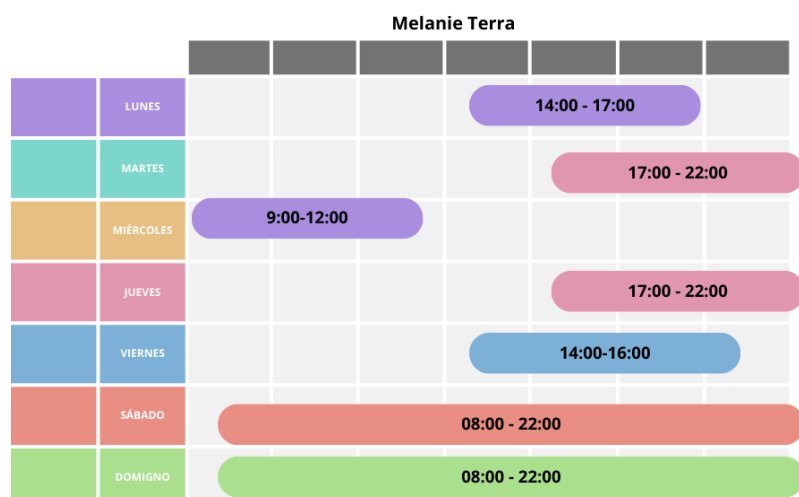 Melanie Terra
LUNES
14:00 - 17:00
MARTES
17:00 - 22:00
MIÉRCOLES
9:00-12:00
JUEVES
17:00 - 22:00
VIERNES
14:00-16:00
SÁBADO
08:00 - 22:00
DOMIGNO
08:00 - 22:00